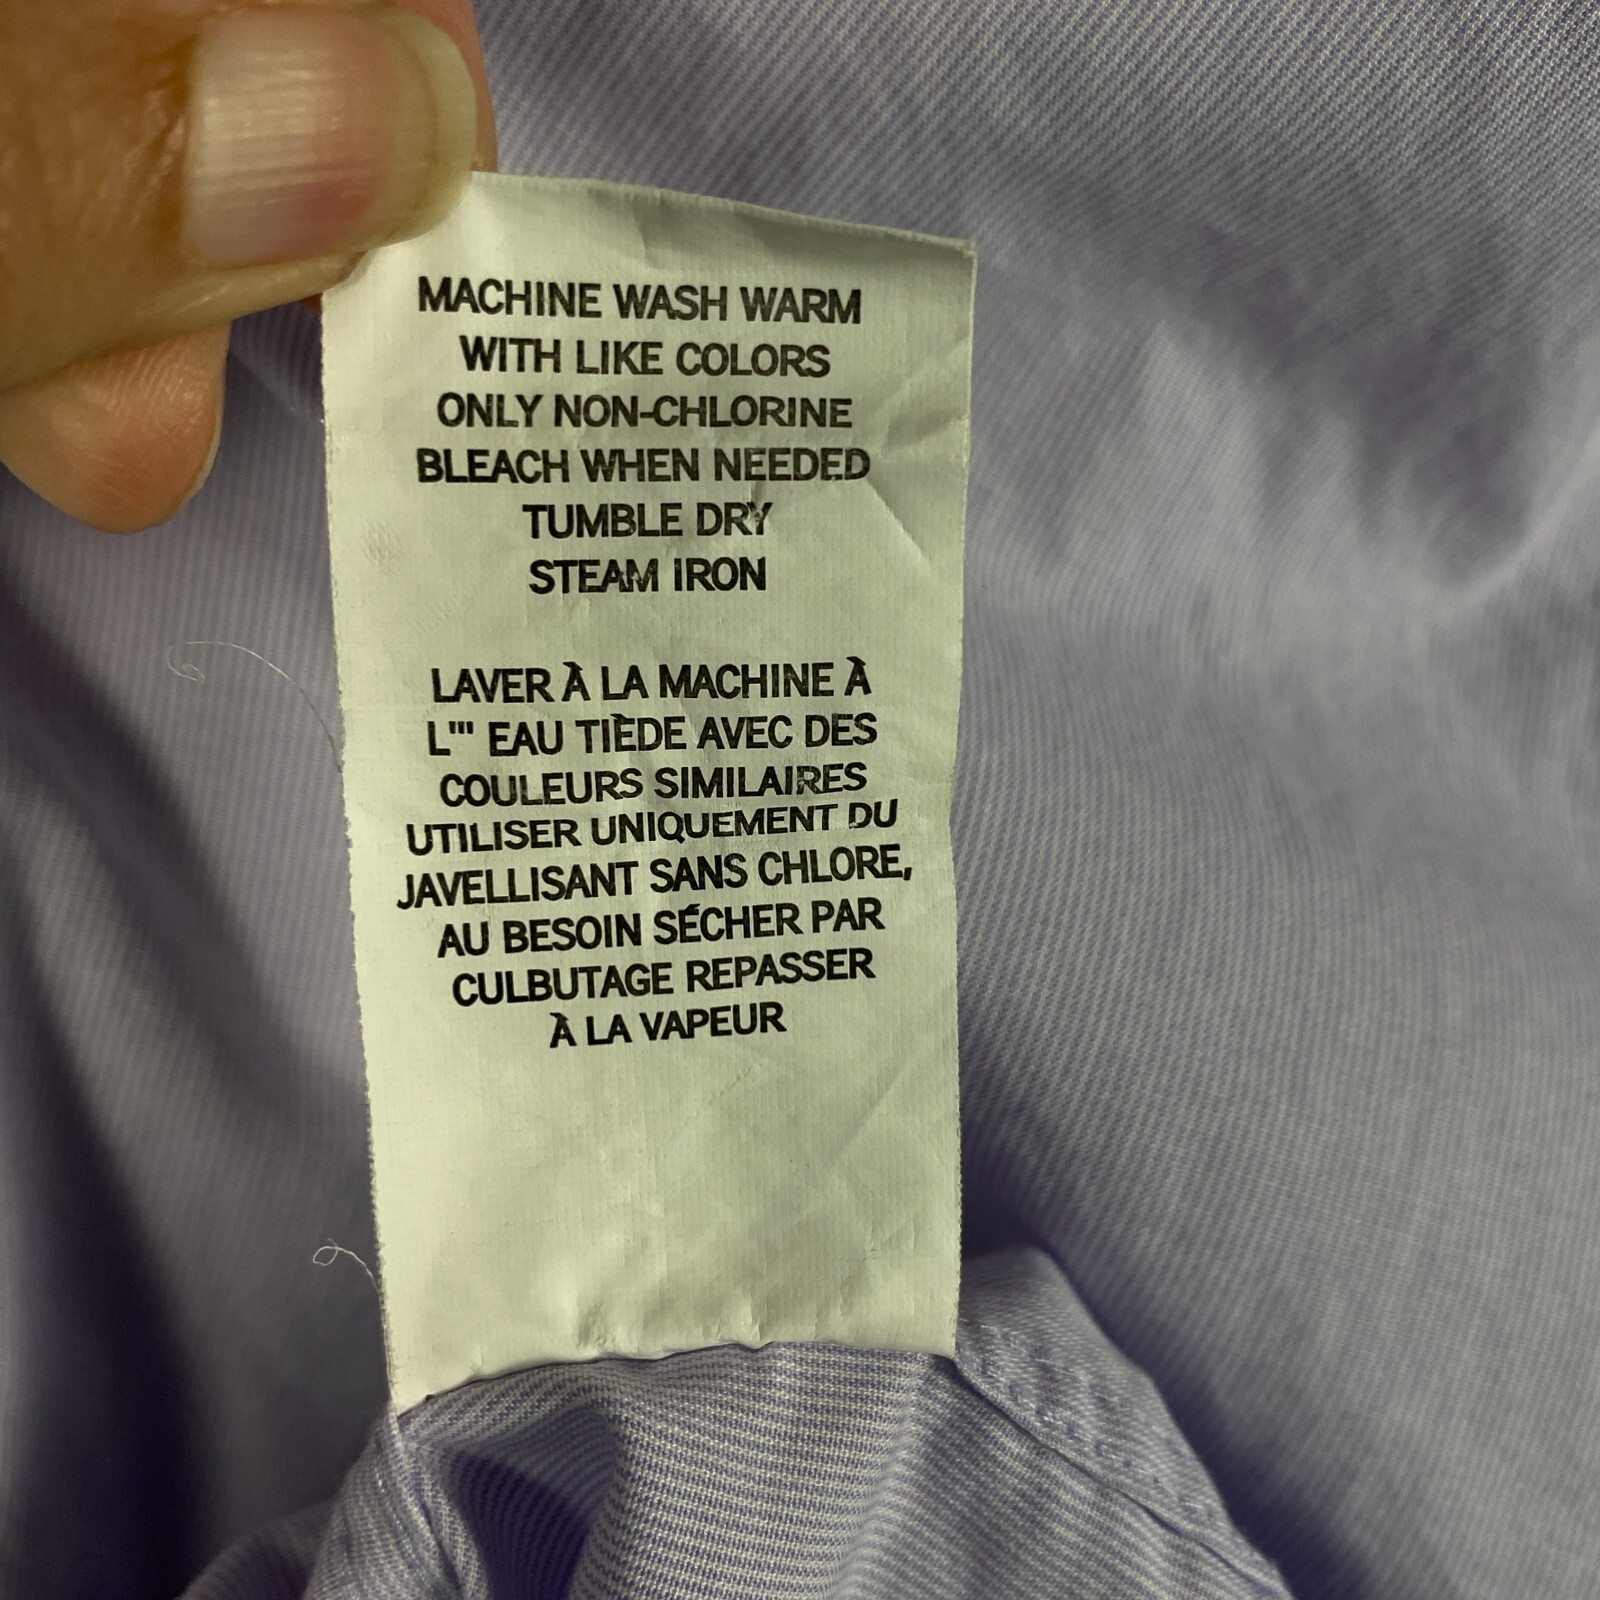 MACHINE WASH WARM
WITH LIKE COLORS
ONLY NON-CHLORINE
BLEACH WHEN NEEDED
TUMBLE DRY
STEAM IRON
LAVER À LA MACHINE À
L''' EAU TIÈDE AVEC DES
COULEURS SIMILAIRES
UTILISER UNIQUEMENT DU
JAVELLISANT SANS CHLORE,
AU BESOIN SÉCHER PAR
CULBUTAGE REPASSER
À LA VAPEUR